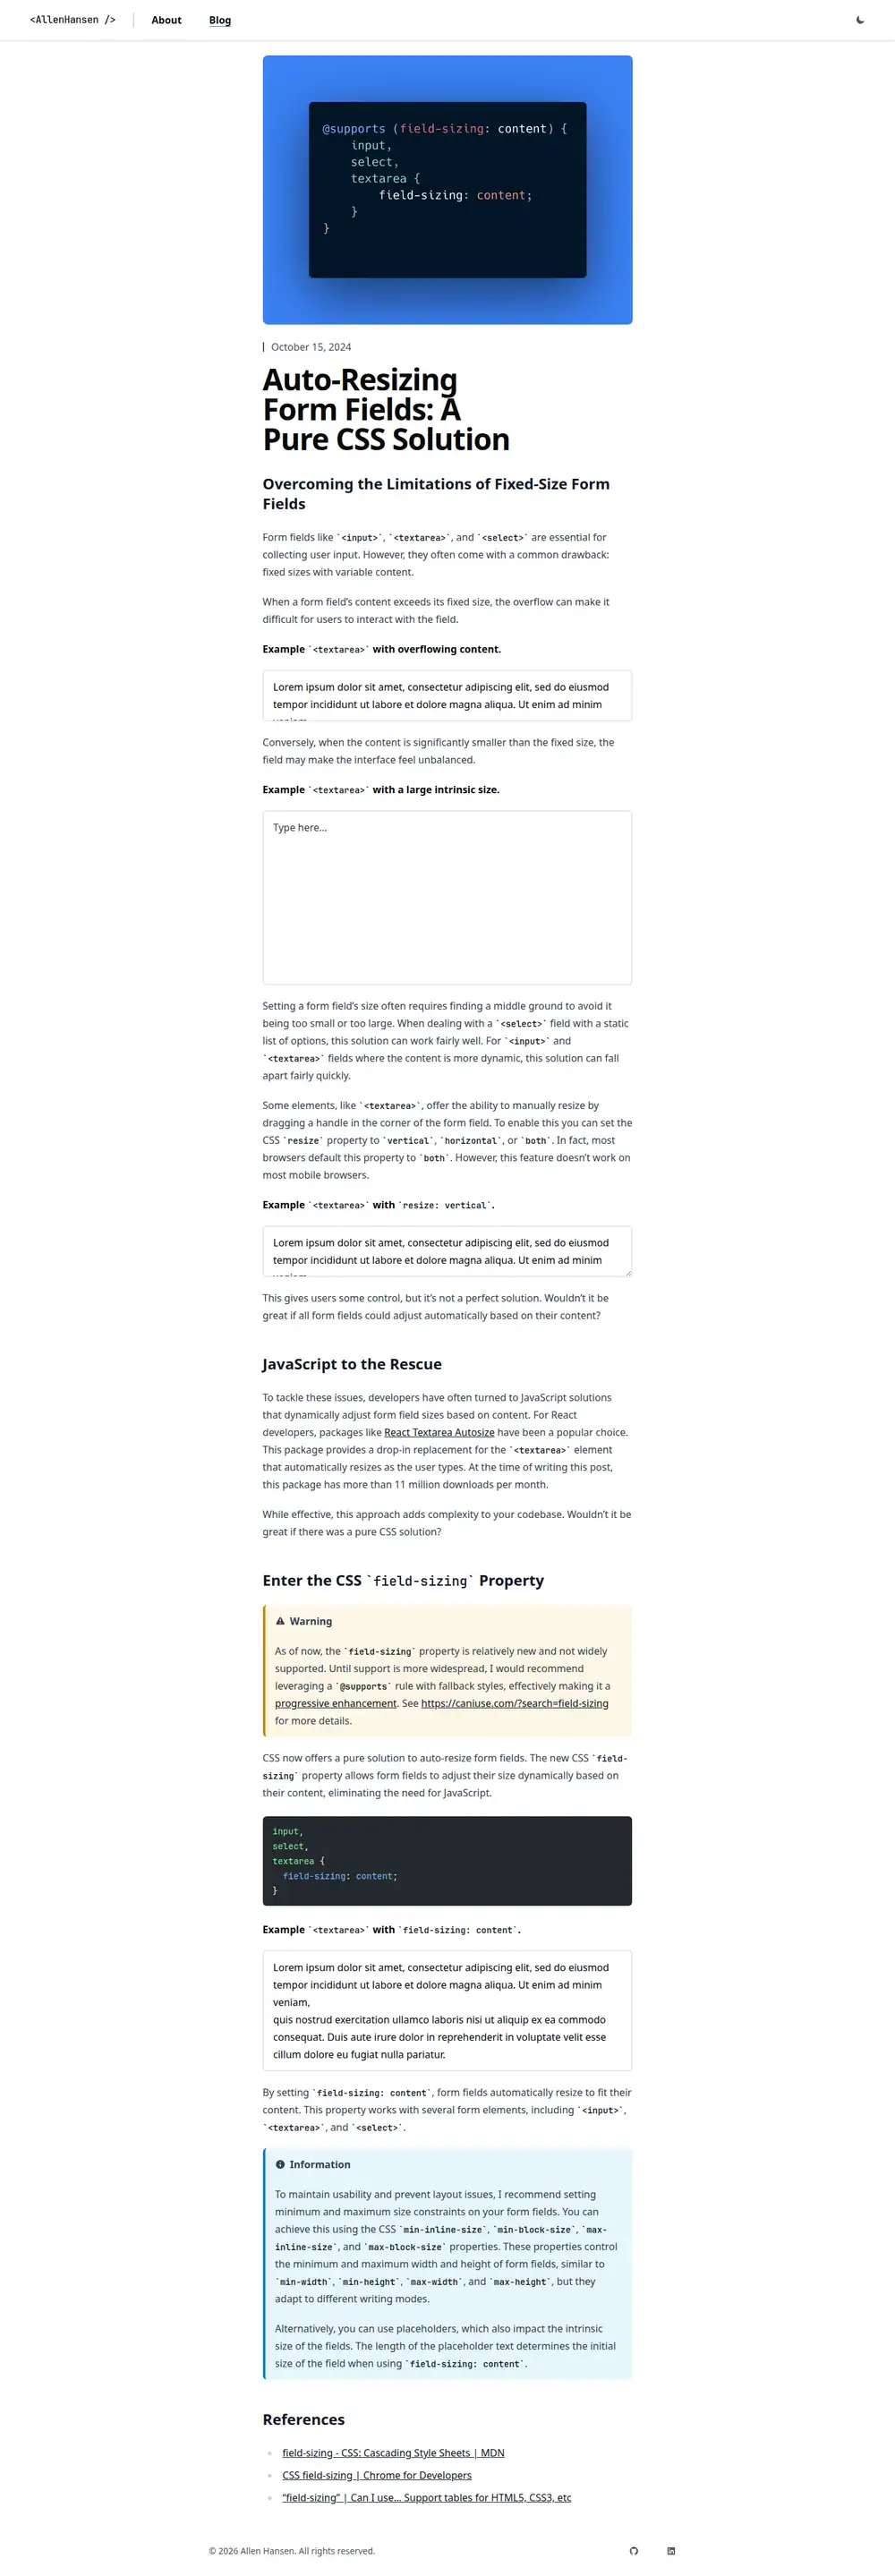 <AllenHansen />
About
Blog
@supports (field-sizing: content) {
    input,
    select,
    textarea {
        field-sizing: content;
    }
}
October 15, 2024
Auto-Resizing
Form Fields: A
Pure CSS Solution
Overcoming the Limitations of Fixed-Size Form
Fields
Form fields like `<input>`, `<textarea>`, and `<select>` are essential for
collecting user input. However, they often come with a common drawback:
fixed sizes with variable content.
When a form field’s content exceeds its fixed size, the overflow can make it
difficult for users to interact with the field.
Example `<textarea>` with overflowing content.
Lorem ipsum dolor sit amet, consectetur adipiscing elit, sed do eiusmod
tempor incididunt ut labore et dolore magna aliqua. Ut enim ad minim
Conversely, when the content is significantly smaller than the fixed size, the
field may make the interface feel unbalanced.
Example `<textarea>` with a large intrinsic size.
Type here...
Setting a form field’s size often requires finding a middle ground to avoid it
being too small or too large. When dealing with a `<select>` field with a static
list of options, this solution can work fairly well. For `<input>` and
`<textarea>` fields where the content is more dynamic, this solution can fall
apart fairly quickly.
Some elements, like `<textarea>`, offer the ability to manually resize by
dragging a handle in the corner of the form field. To enable this you can set the
CSS `resize` property to `vertical`, `horizontal`, or `both`. In fact, most
browsers default this property to `both`. However, this feature doesn’t work on
most mobile browsers.
Example `<textarea>` with `resize: vertical`.
Lorem ipsum dolor sit amet, consectetur adipiscing elit, sed do eiusmod
tempor incididunt ut labore et dolore magna aliqua. Ut enim ad minim
This gives users some control, but it’s not a perfect solution. Wouldn’t it be
great if all form fields could adjust automatically based on their content?
JavaScript to the Rescue
To tackle these issues, developers have often turned to JavaScript solutions
that dynamically adjust form field sizes based on content. For React
developers, packages like React Textarea Autosize have been a popular choice.
This package provides a drop-in replacement for the `<textarea>` element
that automatically resizes as the user types. At the time of writing this post,
this package has more than 11 million downloads per month.
While effective, this approach adds complexity to your codebase. Wouldn’t it be
great if there was a pure CSS solution?
Enter the CSS `field-sizing` Property
Warning
As of now, the `field-sizing` property is relatively new and not widely
supported. Until support is more widespread, I would recommend
leveraging a `@supports` rule with fallback styles, effectively making it a
progressive enhancement. See https://caniuse.com/?search=field-sizing
for more details.
CSS now offers a pure solution to auto-resize form fields. The new CSS `field-
sizing` property allows form fields to adjust their size dynamically based on
their content, eliminating the need for JavaScript.
input,
select,
textarea {
  field-sizing: content;
}
Example `<textarea>` with `field-sizing: content`.
Lorem ipsum dolor sit amet, consectetur adipiscing elit, sed do eiusmod
tempor incididunt ut labore et dolore magna aliqua. Ut enim ad minim
veniam,
quis nostrud exercitation ullamco laboris nisi ut aliquip ex ea commodo
consequat. Duis aute irure dolor in reprehenderit in voluptate velit esse
cillum dolore eu fugiat nulla pariatur.
By setting `field-sizing: content`, form fields automatically resize to fit their
content. This property works with several form elements, including `<input>`,
`<textarea>`, and `<select>`.
Information
To maintain usability and prevent layout issues, I recommend setting
minimum and maximum size constraints on your form fields. You can
achieve this using the CSS `min-inline-size`, `min-block-size`, `max-
inline-size`, and `max-block-size` properties. These properties control
the minimum and maximum width and height of form fields, similar to
`min-width`, `min-height`, `max-width`, and `max-height`, but they
adapt to different writing modes.
Alternatively, you can use placeholders, which also impact the intrinsic
size of the fields. The length of the placeholder text determines the initial
size of the field when using `field-sizing: content`.
References
field-sizing - CSS: Cascading Style Sheets | MDN
CSS field-sizing | Chrome for Developers
“field-sizing” | Can I use... Support tables for HTML5, CSS3, etc
© 2026 Allen Hansen. All rights reserved.